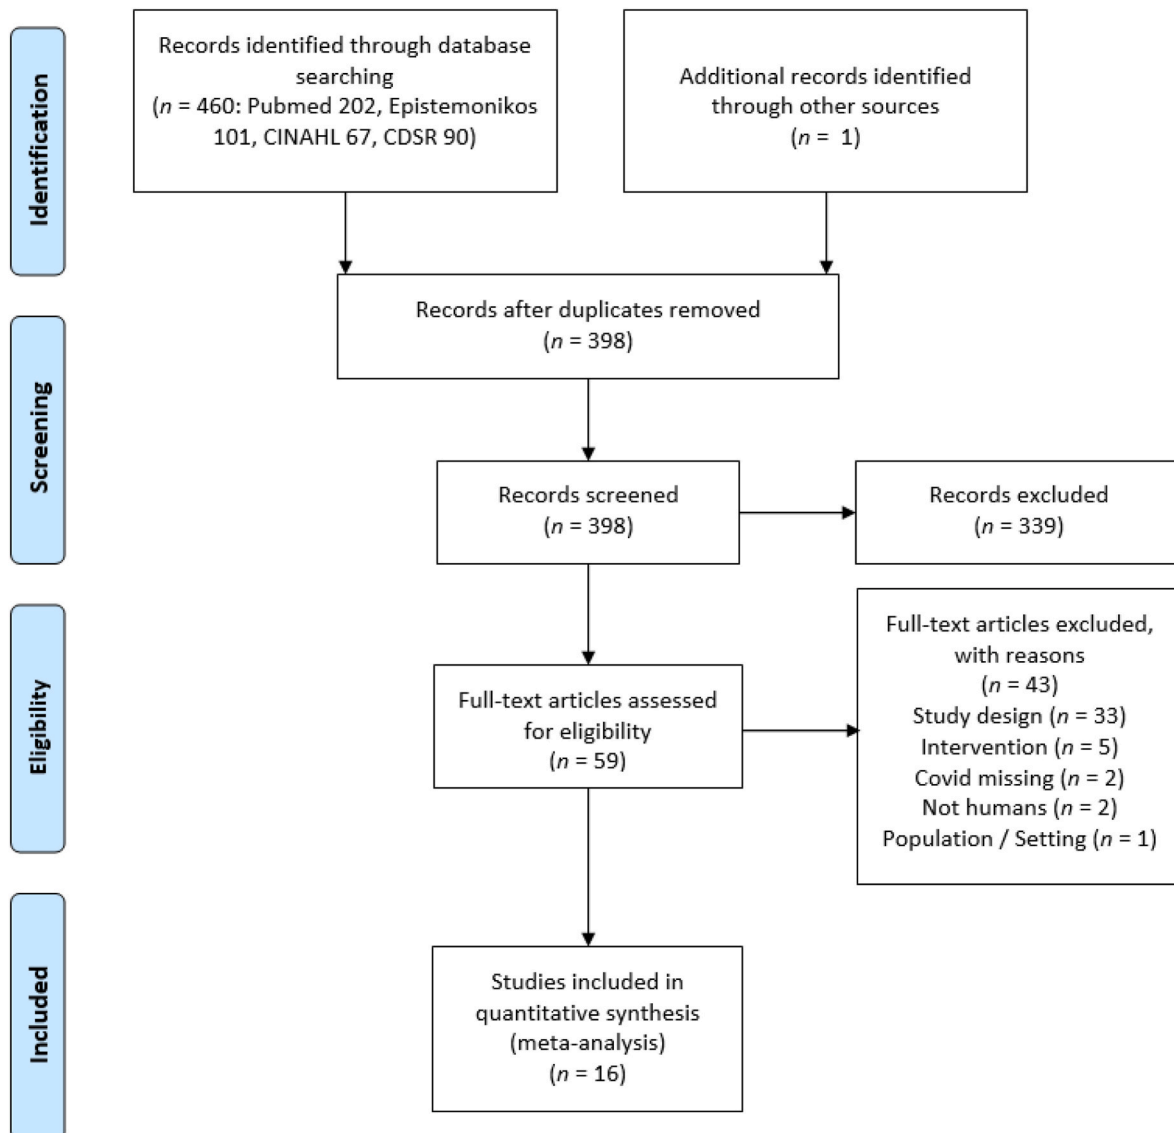 Identification
Records identified through database
searching
(n = 460: Pubmed 202, Epistemonikos
101, CINAHL 67, CDSR 90)
Additional records identified
through other sources
(n = 1)
Screening
Records after duplicates removed
(n = 398)
Records screened
(n = 398)
Records excluded
(n = 339)
Eligibility
Full-text articles assessed
for eligibility
(n = 59)
Full-text articles excluded,
with reasons
(n = 43)
Study design (n = 33)
Intervention (n = 5)
Covid missing (n = 2)
Not humans (n = 2)
Population / Setting (n = 1)
Included
Studies included in
quantitative synthesis
(meta-analysis)
(n = 16)